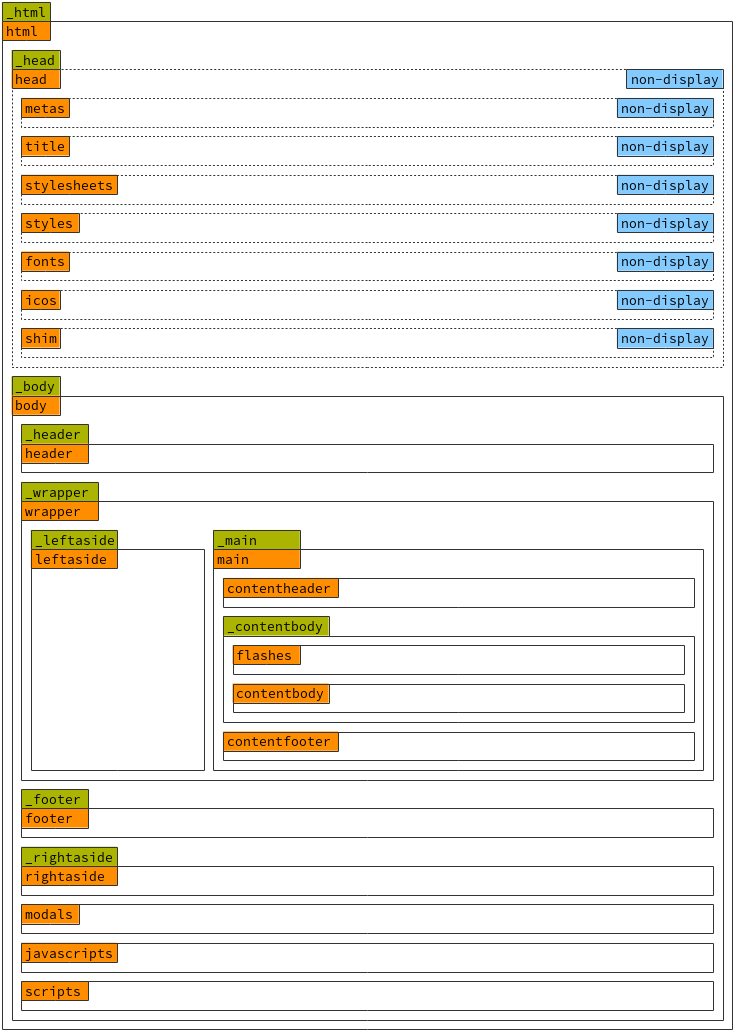 _html
html
_head
head non-display
metas non-display
title non-display
stylesheets non-display
styles non-display
fonts non-display
icos non-display
shim non-display
_body
body
_header
header
_wrapper
wrapper
_leftaside
leftaside
_main
main
contentheader
_contentbody
flashes
contentbody
contentfooter
_footer
footer
_rightaside
rightaside
modals
javascripts
scripts